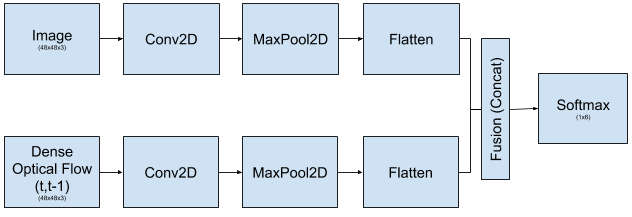 Image
(48x48x3)
Conv2D
MaxPool2D
Flatten
Dense
Optical Flow
(t,t-1)
(48x48x3)
Conv2D
MaxPool2D
Flatten
Fusion (Concat)
Softmax
(1x6)